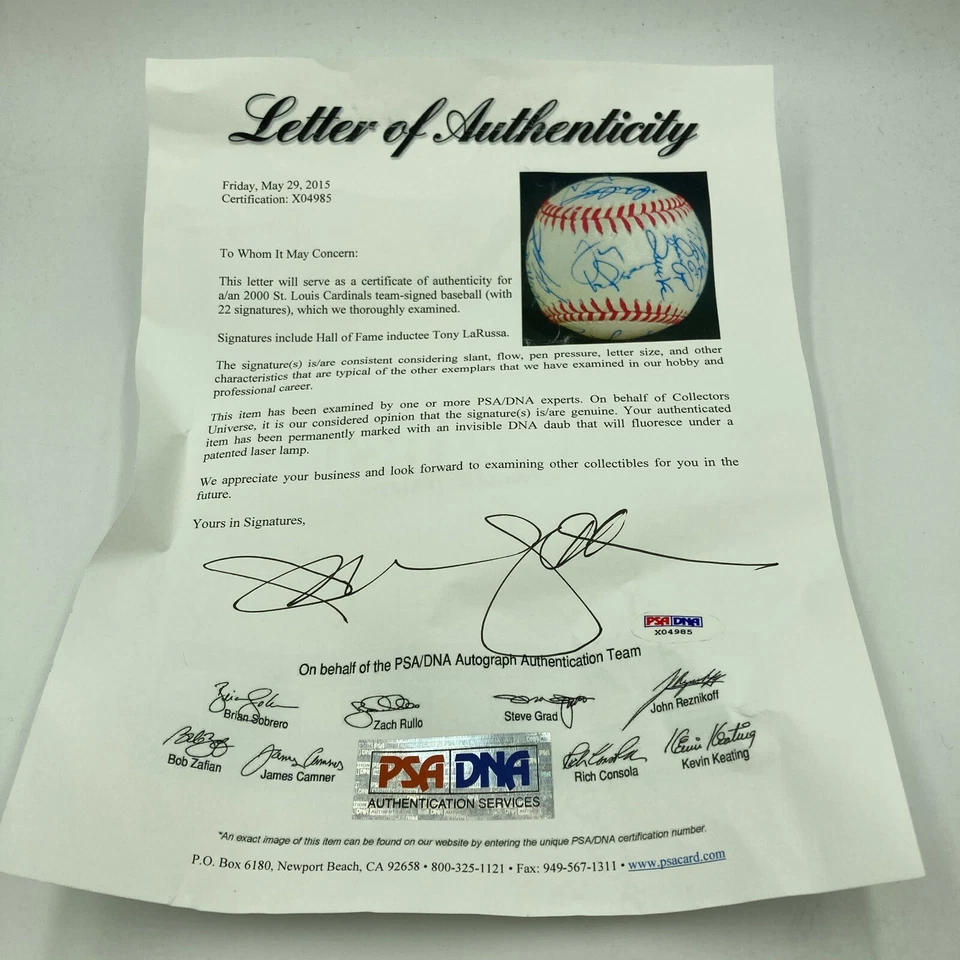 Letter of Authenticity
Friday, May 29, 2015
Certification: X04985
To Whom It May Concern:
This letter will serve as a certificate of authenticity for
a/an 2000 St. Louis Cardinals team-signed baseball (with
22 signatures), which we thoroughly examined.
Signatures include Hall of Fame inductee Tony LaRussa.
The signature(s) is/are consistent considering slant, flow, pen pressure, letter size, and other
characteristics that are typical of the other exemplars that we have examined in our hobby and
professional career.
This item has been examined by one or more PSA/DNA experts. On behalf of Collectors
Universe, it is our considered opinion that the signature(s) is/are genuine. Your authenticated
item has been permanently marked with an invisible DNA daub that will fluoresce under a
patented laser lamp.
We appreciate your business and look forward to examining other collectibles for you in the
future.
Yours in Signatures,
PSA DNA
X04985
On behalf of the PSA/DNA Autograph Authentication Team
Brian Sobrero
Zach Rullo
Steve Grad
John Reznikoff
Bob Zafian
James Camner
James Camner
Rich Consola
Kevin Keating
Kevin Keating
PSA DNA
AUTHENTICATION SERVICES
*An exact image of this item can be found on our website by entering the unique PSA/DNA certification number.
P.O. Box 6180, Newport Beach, CA 92658 • 800-325-1121 • Fax: 949-567-1311 • www.psacard.com